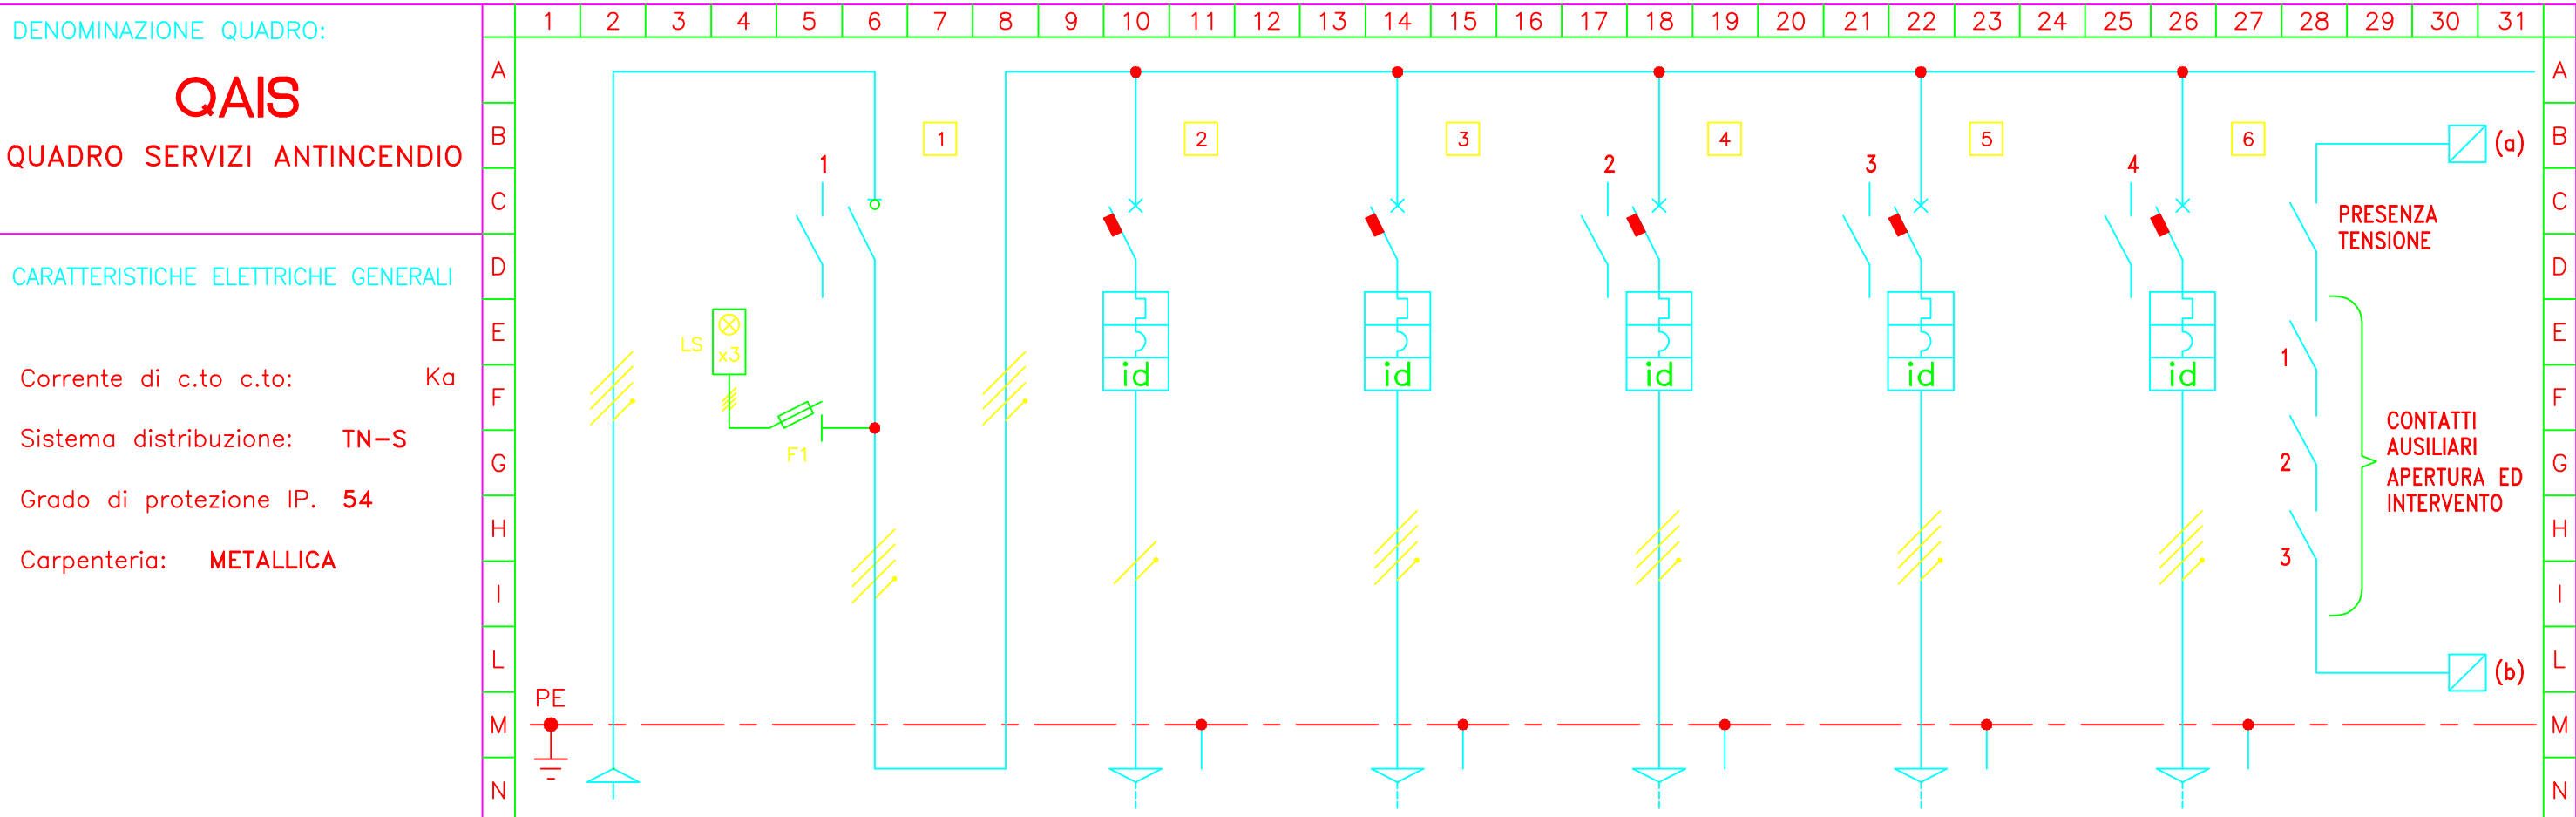 DENOMINAZIONE QUADRO:
QAIS
QUADRO SERVIZI ANTINCENDIO
CARATTERISTICHE ELETTRICHE GENERALI
Corrente di c.to c.to: Ka
Sistema distribuzione: TN-S
Grado di protezione IP. 54
Carpenteria: METALLICA
1 2 3 4 5 6 7 8 9 10 11 12 13 14 15 16 17 18 19 20 21 22 23 24 25 26 27 28 29 30 31
A A
B 1 2 3 4 5 6 (a) B
1 2 3 4
C C
PRESENZA
TENSIONE
D D
E E
LS x3
1
id id id id id
F F
CONTATTI
AUSILIARI
APERTURA ED
INTERVENTO
F1
G 2 G
H H
3
I I
L (b) L
PE
M M
N N